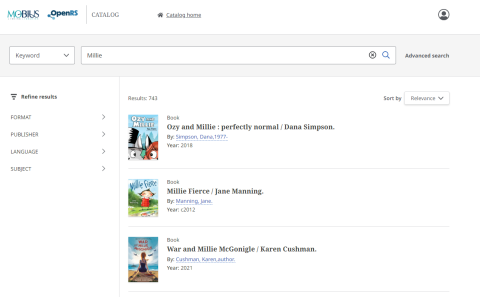 MOBIUS OpenRS CATALOG Catalog home
Keyword Millie Advanced search
Refine results
FORMAT
PUBLISHER
LANGUAGE
SUBJECT
Results: 743 Sort by Relevance
Book
Ozy and Millie : perfectly normal / Dana Simpson.
By: Simpson, Dana,1977-
Year: 2018
Book
Millie Fierce / Jane Manning.
By: Manning, Jane.
Year: c2012
Book
War and Millie McGonigle / Karen Cushman.
By: Cushman, Karen,author.
Year: 2021